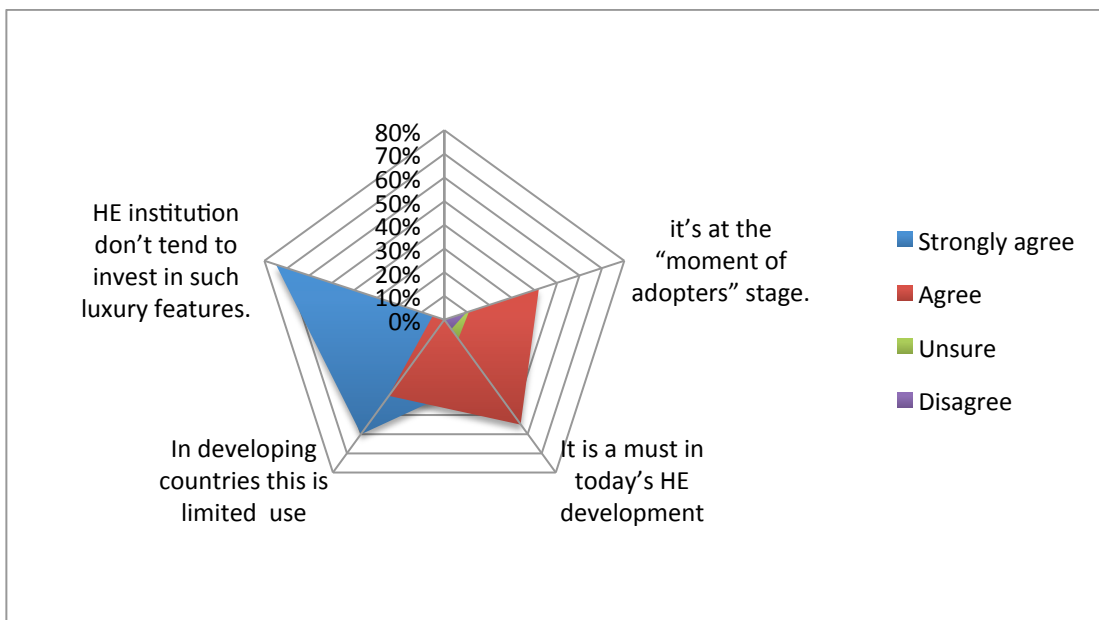 80%
70%
60%
50%
40%
30%
20%
10%
0%
it's at the
“moment of
adopters” stage.
It is a must in
today's HE
development
In developing
countries this is
limited use
HE institution
don't tend to
invest in such
luxury features.
Strongly agree
Agree
Unsure
Disagree